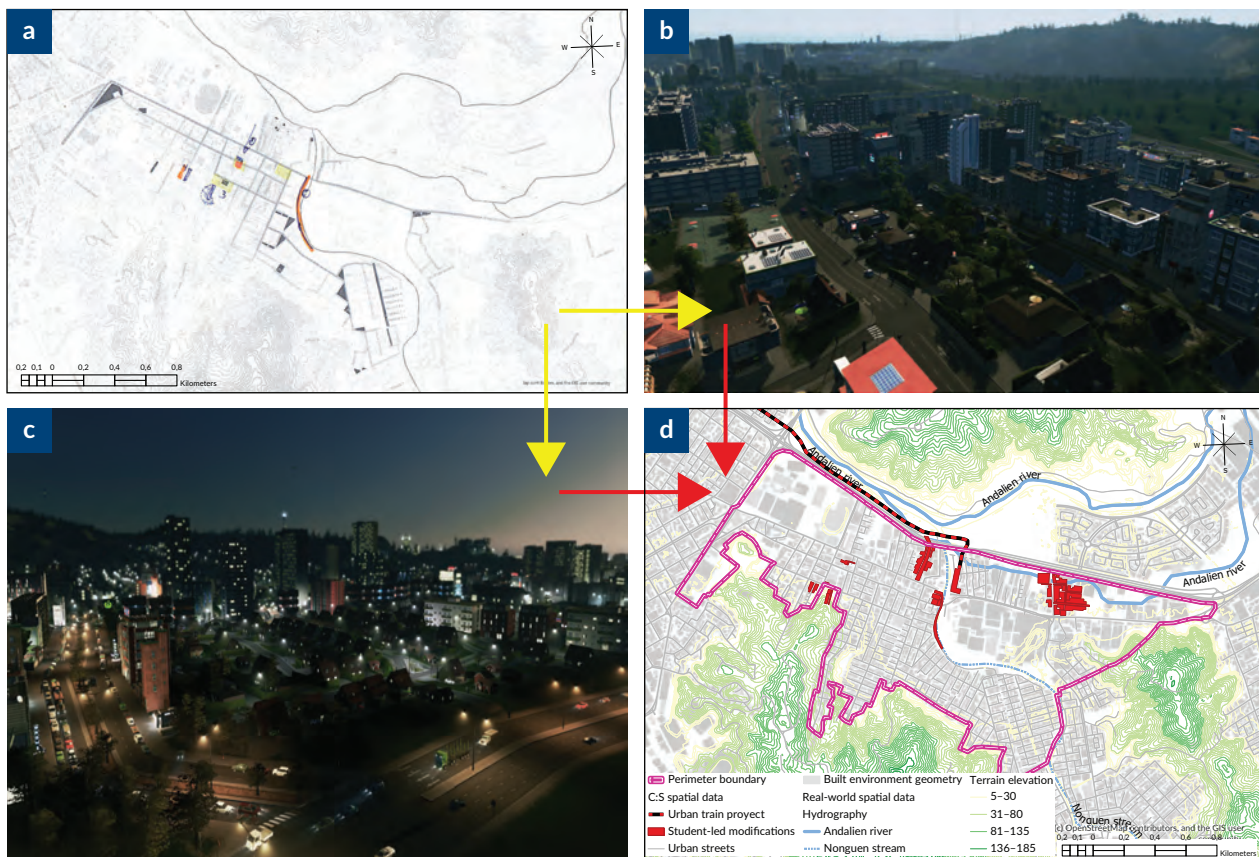 a
N
W
E
S
0,2 0,1 0 0,2 0,4 0,6 0,8
Kilometers
b
c
d
N
W
E
S
Andalien river
Andalien river
Andalien river
Nonguen stream
Perimeter boundary
C:S spatial data
Urban train proyect
Student-led modifications
Urban streets
Built environment geometry
Real-world spatial data
Hydrography
Andalien river
Nonguen stream
Terrain elevation
5–30
31–80
81–135
136–185
(c) OpenStreetMap contributors, and the GIS user
0,2 0,1 0 0,2 0,4 0,6 0,8
Kilometers